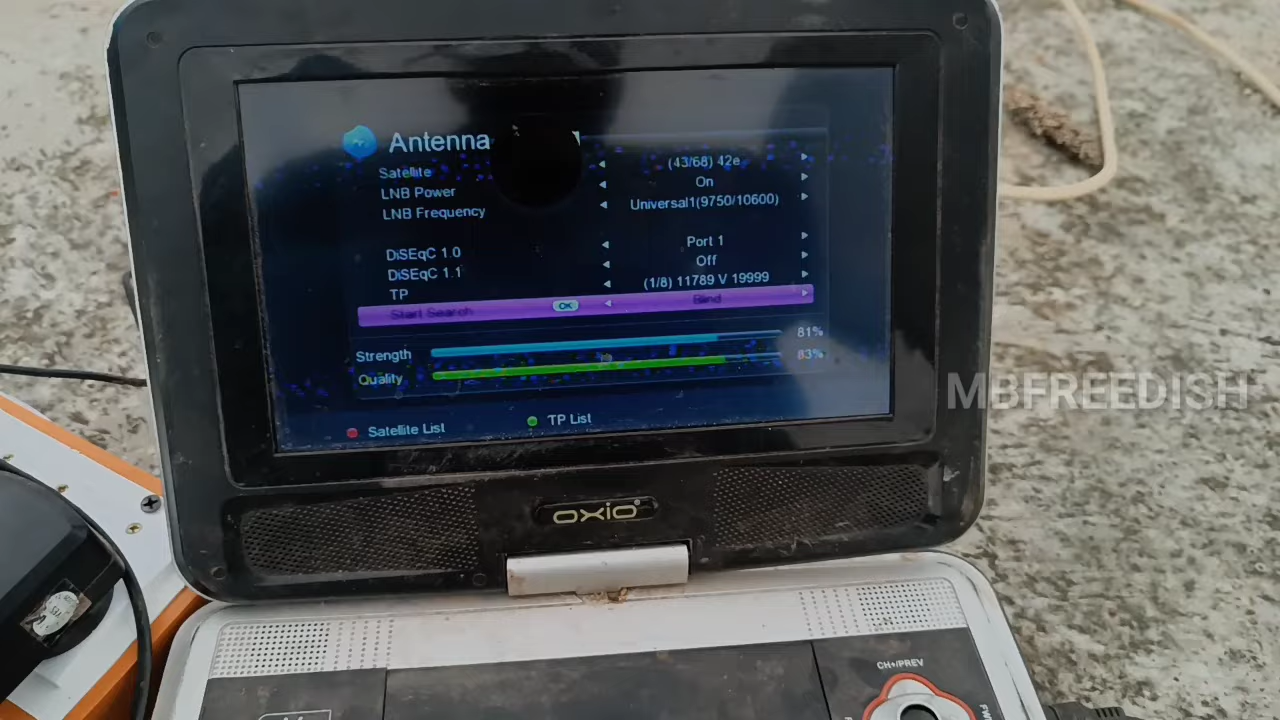 Antenna
Satellite (43/68) 42e
LNB Power On
LNB Frequency Universal1(9750/10600)
DiSEqC 1.0 Port 1
DiSEqC 1.1 Off
TP (1/8) 11789 V 19999
Start Search OK Blind
Strength 81%
Quality 83%
Satellite List TP List
MBFREEDISH
oxio
CH+/PREV